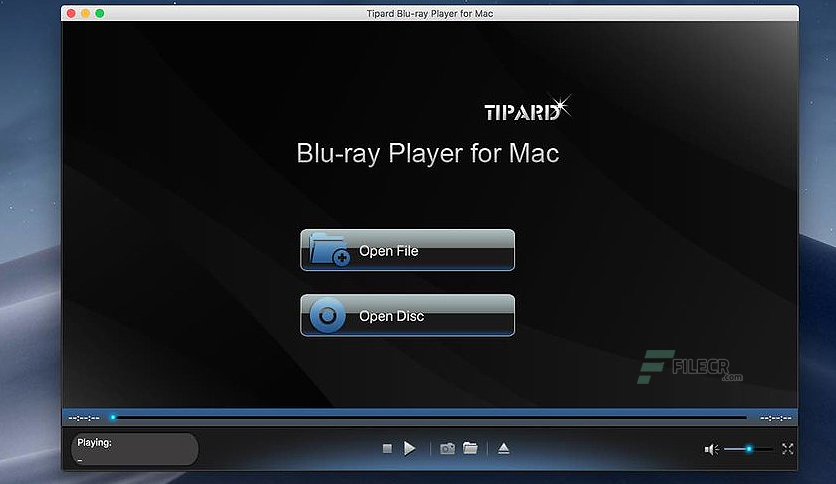 Tipard Blu-ray Player for Mac
TIPARD
Blu-ray Player for Mac
Open File
Open Disc
FILECR
.com
--:--:--
--:--:--
Playing:
_